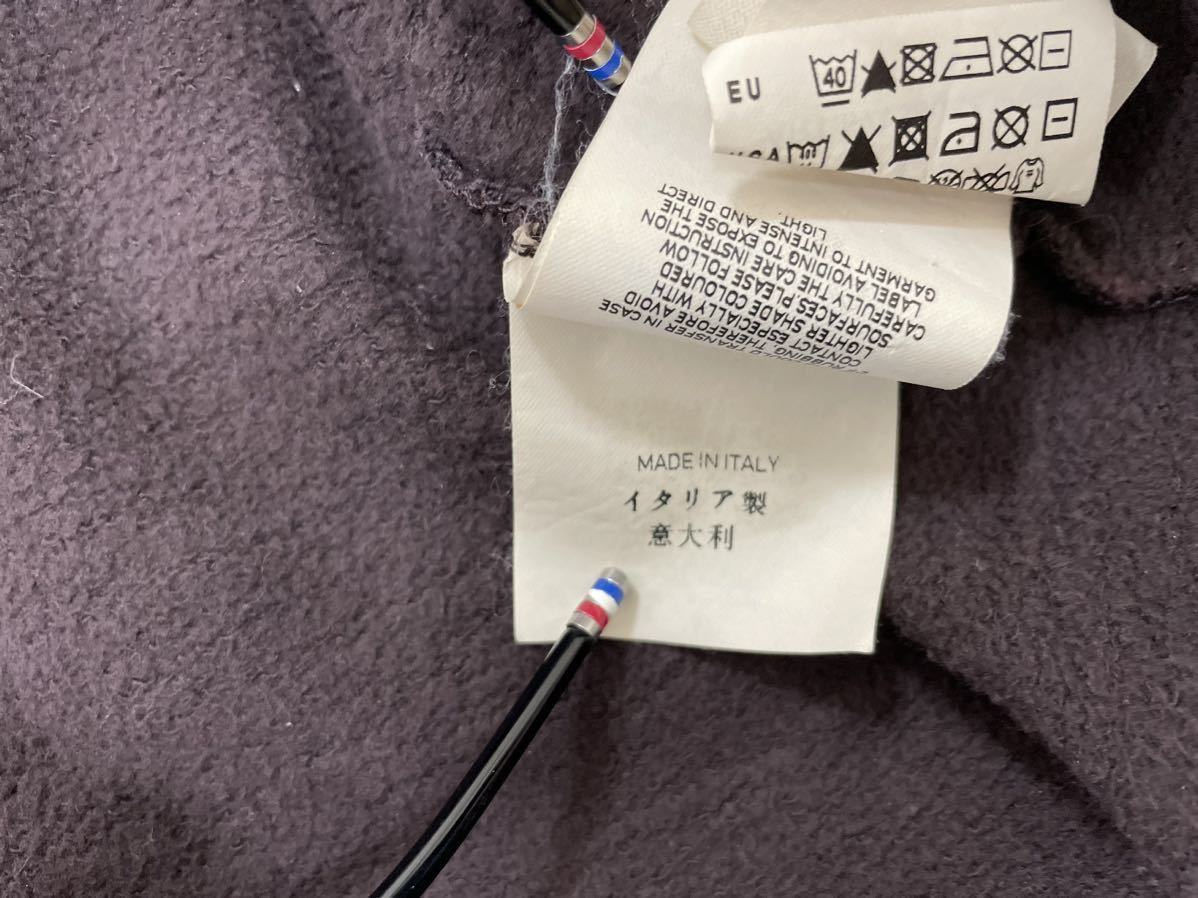 EU
40
CONTACT ESPECIALLY WITH
LIGHTER SHADE COLOURED
SOURFACES PLEASE FOLLOW
CAREFULLY THE CARE INSTRUCTION
LABEL AVOIDING TO EXPOSE THE
GARMENT TO INTENSE AND DIRECT
LIGHT.
MADE IN ITALY
イタリア製
意大利